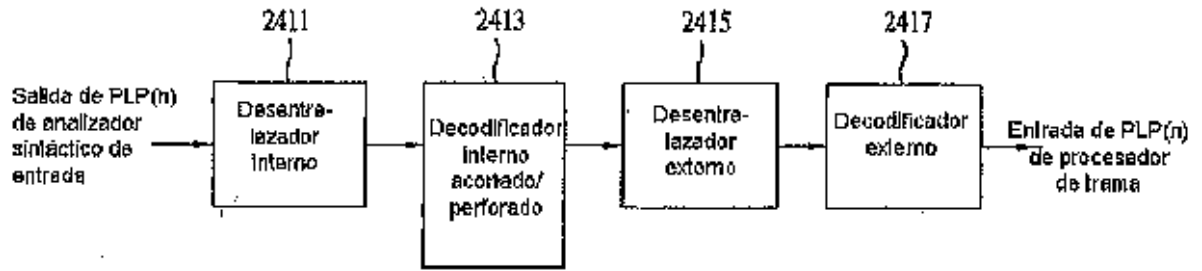 2411
2413
2415
2417
Salida de PLP(n)
de analizador
sintáctico de
entrada
Desentre-
lazador
interno
Decodificador
interno
acortado/
perforado
Desentre-
lazador
externo
Decodificador
externo
Entrada de PLP(n)
de procesador
de trama